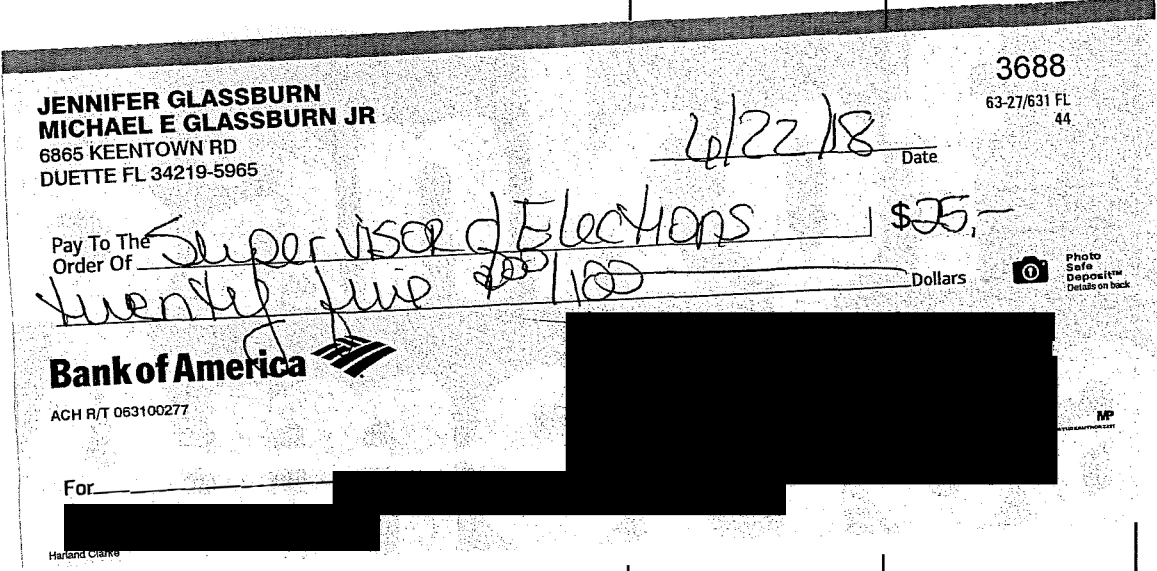 3688
JENNIFER GLASSBURN
MICHAEL E GLASSBURN JR
63-27/631 FL
44
6865 KEENTOWN RD
DUETTE FL 34219-5965
6/22/18 Date
Pay To The Order Of Supervisor of Elections $25,—
twenty five 00/100 Dollars
Photo
Safe
Deposit™
Details on back
Bank of America
ACH R/T 063100277
MP
For
Harland Clarke